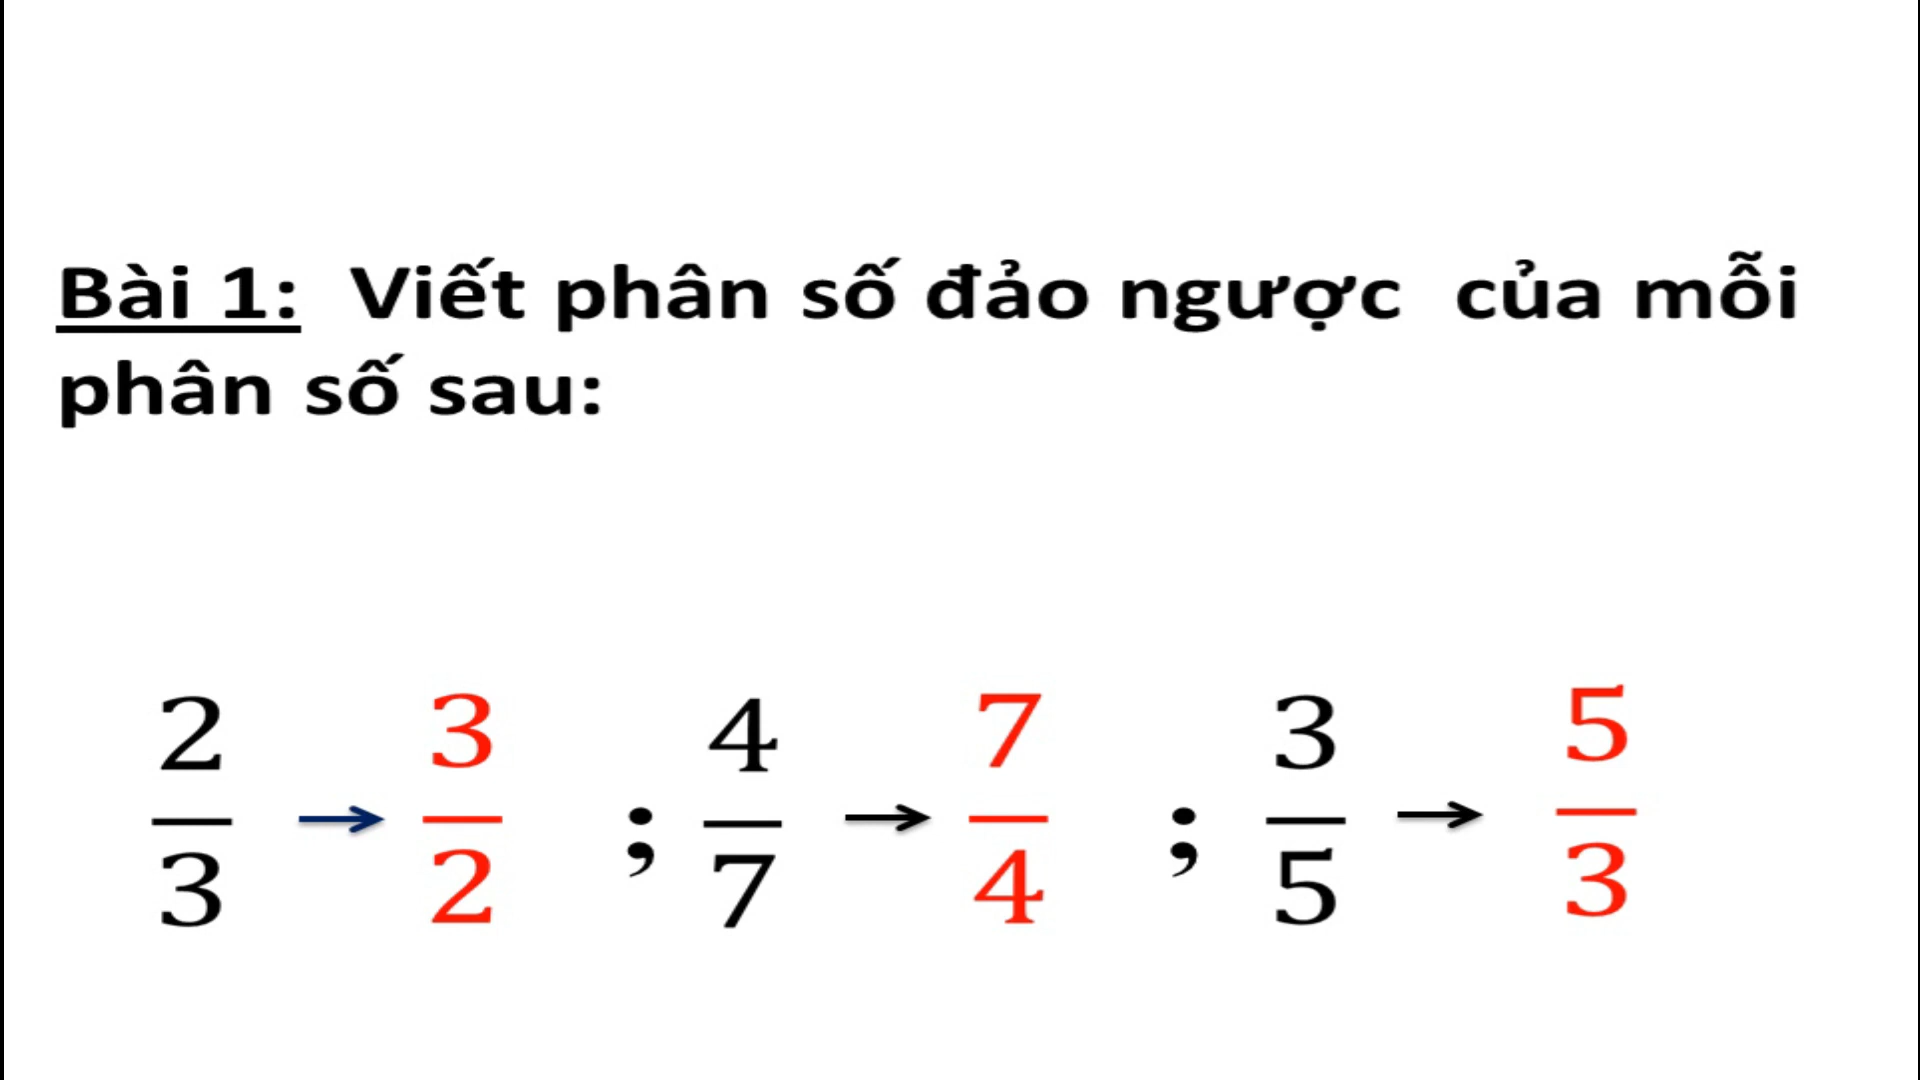 Bài 1: Viết phân số đảo ngược của mỗi
phân số sau:
2/3 → 3/2 ; 4/7 → 7/4 ; 3/5 → 5/3